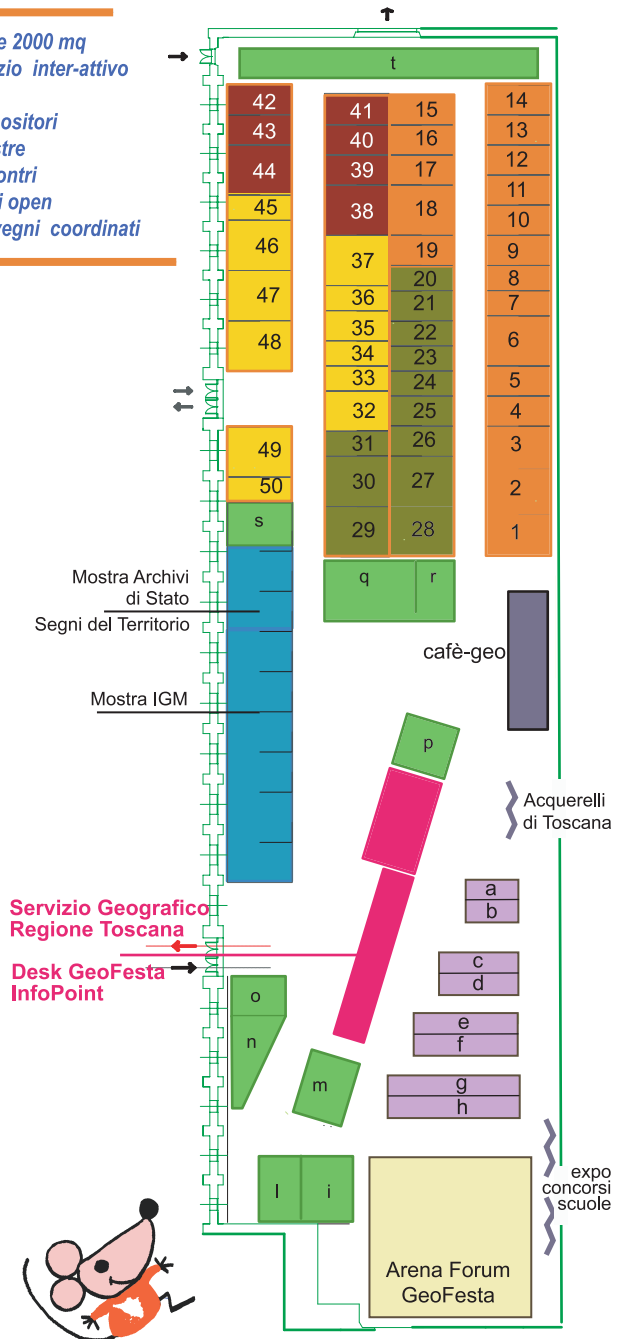 e 2000 mq
zio inter-attivo
ositori
stre
ontri
i open
vegni coordinati
t
42
43
44
45
46
47
48
49
50
s
41
40
39
38
37
36
35
34
33
32
31
30
29
15
16
17
18
19
20
21
22
23
24
25
26
27
28
14
13
12
11
10
9
8
7
6
5
4
3
2
1
q
r
Mostra Archivi
di Stato
Segni del Territorio
Mostra IGM
cafè-geo
p
Acquerelli
di Toscana
a
b
c
d
e
f
g
h
Servizio Geografico
Regione Toscana
Desk GeoFesta
InfoPoint
o
n
m
l
i
expo
concorsi
scuole
Arena Forum
GeoFesta